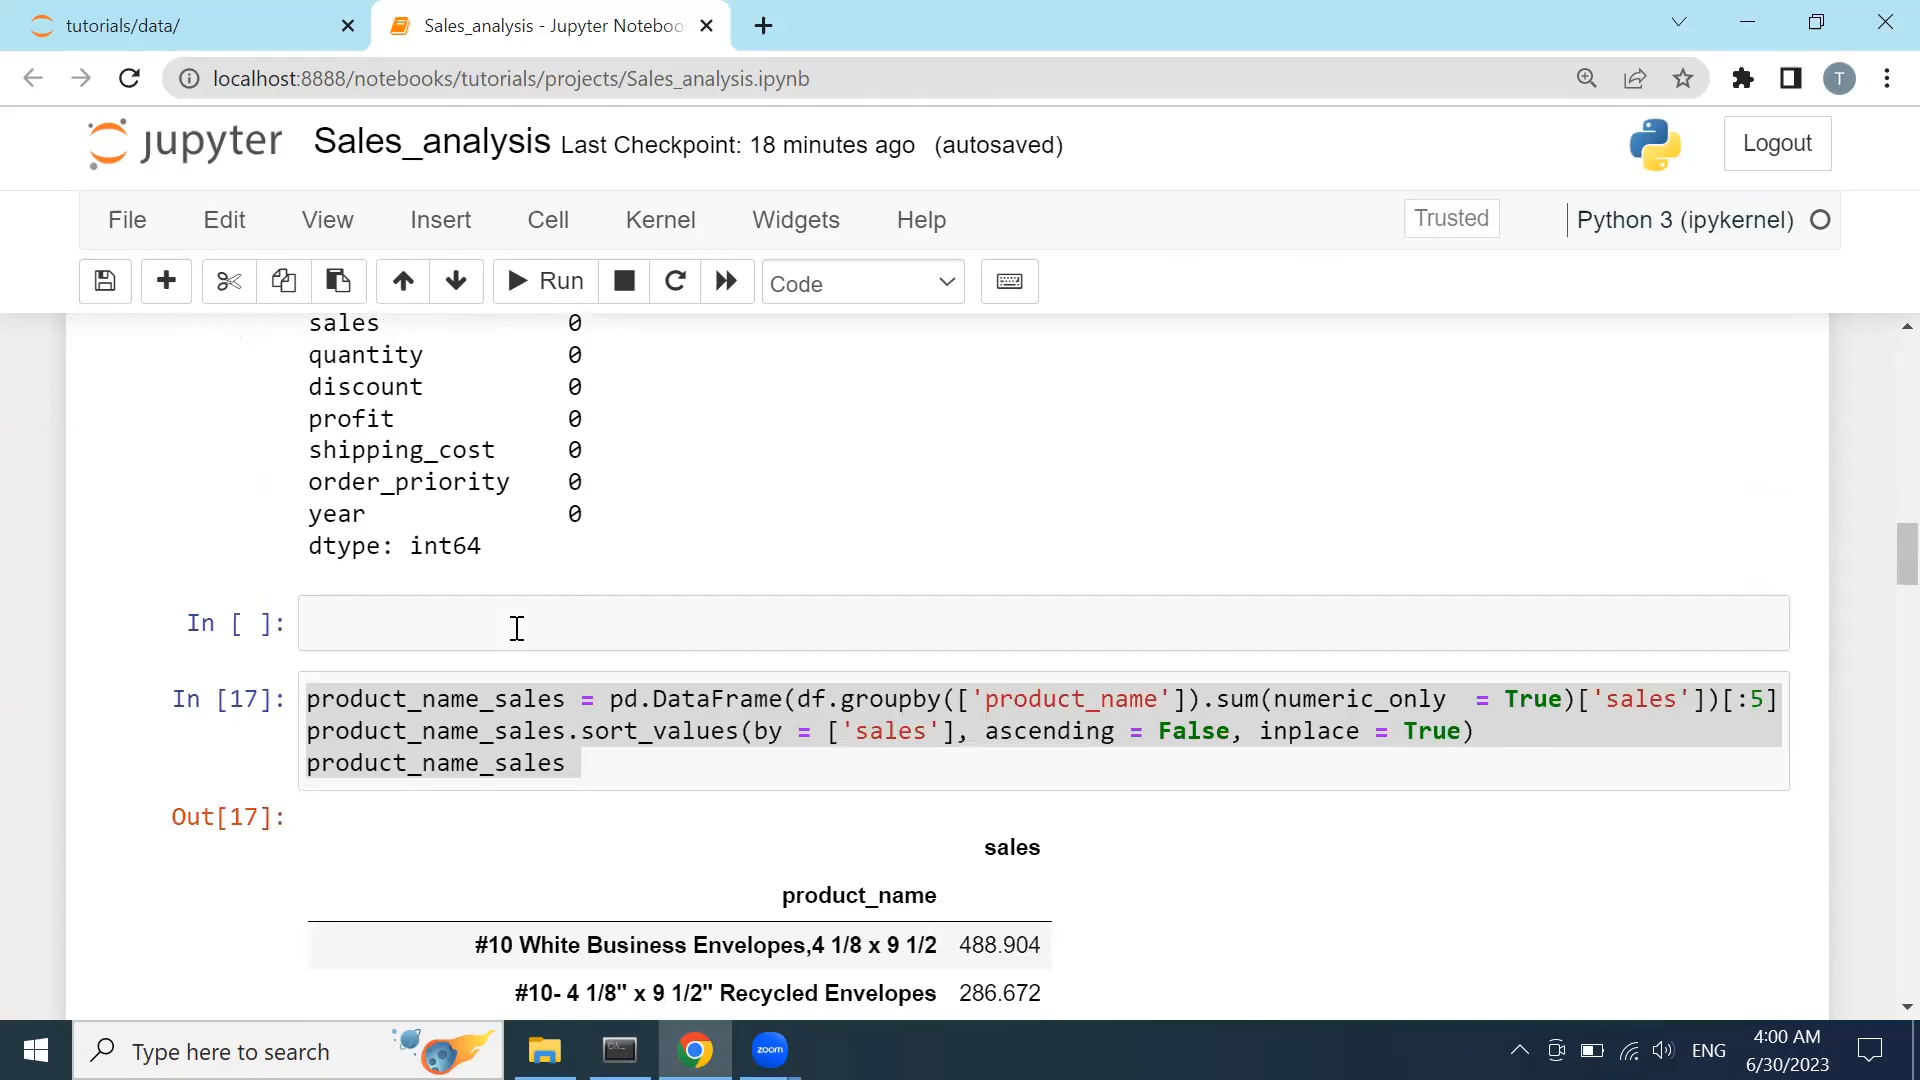 tutorials/data/
Sales_analysis - Jupyter Noteboo
localhost:8888/notebooks/tutorials/projects/Sales_analysis.ipynb
T
jupyter Sales_analysis Last Checkpoint: 18 minutes ago (autosaved)
Logout
File Edit View Insert Cell Kernel Widgets Help
Trusted
Python 3 (ipykernel)
Run
Code
sales 0
quantity 0
discount 0
profit 0
shipping_cost 0
order_priority 0
year 0
dtype: int64
In [ ]:
In [17]: product_name_sales = pd.DataFrame(df.groupby(['product_name']).sum(numeric_only = True)['sales'])[:5]
product_name_sales.sort_values(by = ['sales'], ascending = False, inplace = True)
product_name_sales
Out[17]:
sales
product_name
#10 White Business Envelopes,4 1/8 x 9 1/2 488.904
#10- 4 1/8" x 9 1/2" Recycled Envelopes 286.672
Type here to search
zoom
ENG
4:00 AM
6/30/2023